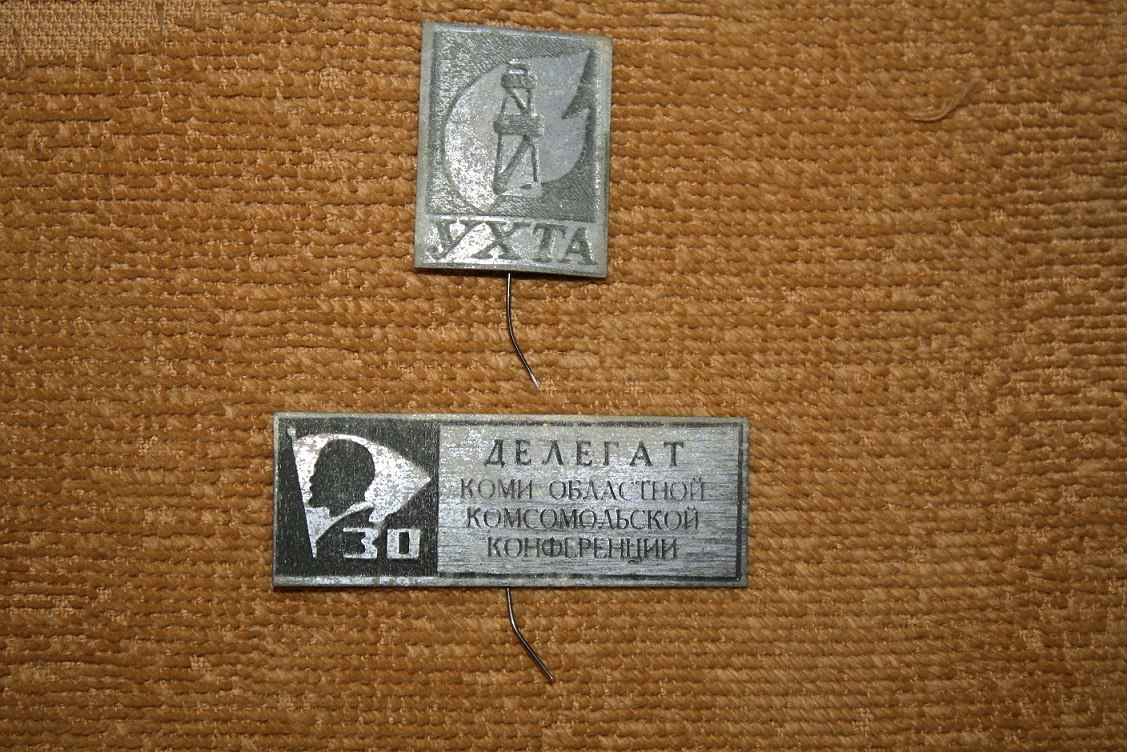 УХТА
ДЕЛЕГАТ
КОМИ ОБЛАСТНОЙ
КОМСОМОЛЬСКОЙ
КОНФЕРЕНЦИИ
30